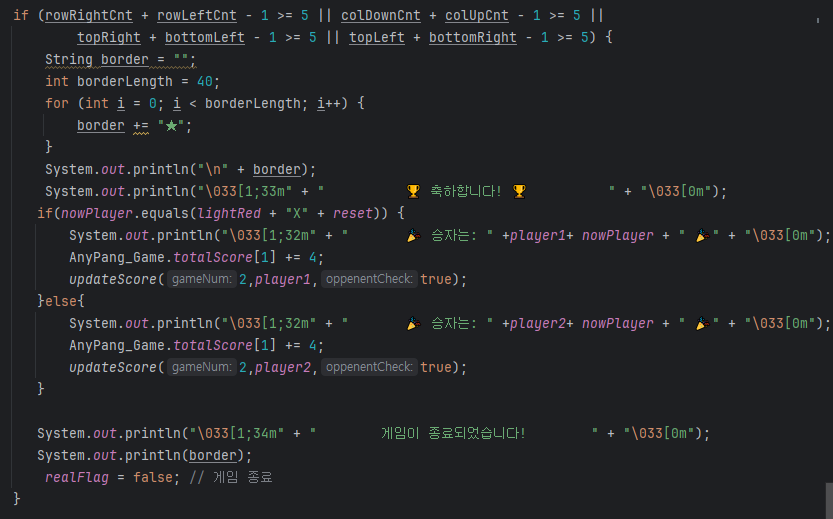 if (rowRightCnt + rowLeftCnt - 1 >= 5 || colDownCnt + colUpCnt - 1 >= 5 ||
        topRight + bottomLeft - 1 >= 5 || topLeft + bottomRight - 1 >= 5) {
    String border = "";
    int borderLength = 40;
    for (int i = 0; i < borderLength; i++) {
        border += "★";
    }
    System.out.println("\n" + border);
    System.out.println("\033[1;33m" + "          🏆 축하합니다! 🏆          " + "\033[0m");
   if(nowPlayer.equals(lightRed + "X" + reset)) {
       System.out.println("\033[1;32m" + "       🎉 승자는: " +player1+ nowPlayer + " 🎉 " + "\033[0m");
       AnyPang_Game.totalScore[1] += 4;
       updateScore( gameNum: 2,player1, oppenentCheck: true);
   }else{
       System.out.println("\033[1;32m" + "       🎉 승자는: " +player2+ nowPlayer + " 🎉 " + "\033[0m");
       AnyPang_Game.totalScore[1] += 4;
       updateScore( gameNum: 2,player2, oppenentCheck: true);
   }
   System.out.println("\033[1;34m" + "        게임이 종료되었습니다!        " + "\033[0m");
   System.out.println(border);
    realFlag = false; // 게임 종료
}